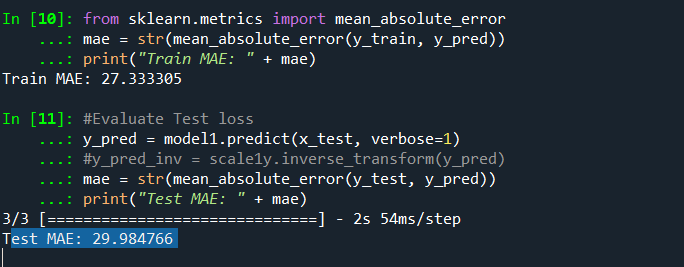 In [10]: from sklearn.metrics import mean_absolute_error
...: mae = str(mean_absolute_error(y_train, y_pred))
...: print("Train MAE: " + mae)
Train MAE: 27.333305
In [11]: #Evaluate Test loss
...: y_pred = model1.predict(x_test, verbose=1)
...: #y_pred_inv = scale1y.inverse_transform(y_pred)
...: mae = str(mean_absolute_error(y_test, y_pred))
...: print("Test MAE: " + mae)
3/3 [==============================] - 2s 54ms/step
Test MAE: 29.984766